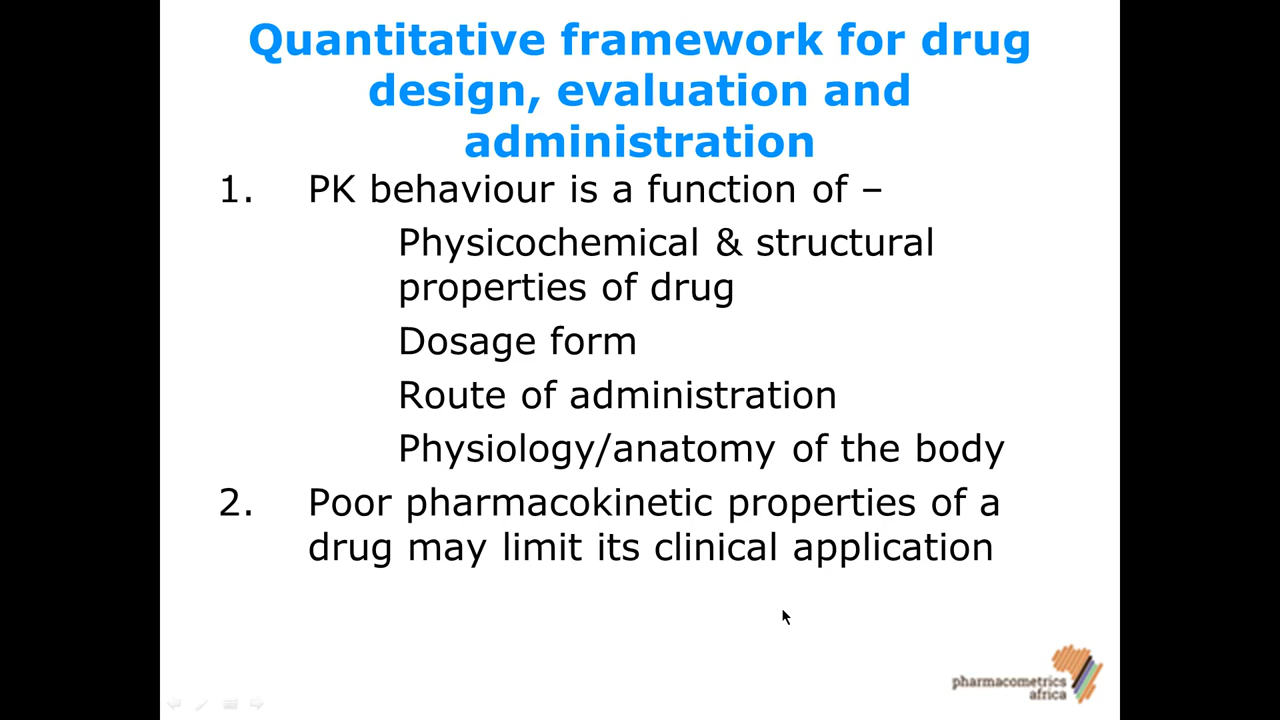 Quantitative framework for drug
design, evaluation and
administration
1. PK behaviour is a function of –
Physicochemical & structural
properties of drug
Dosage form
Route of administration
Physiology/anatomy of the body
2. Poor pharmacokinetic properties of a
drug may limit its clinical application
pharmacometrics
africa